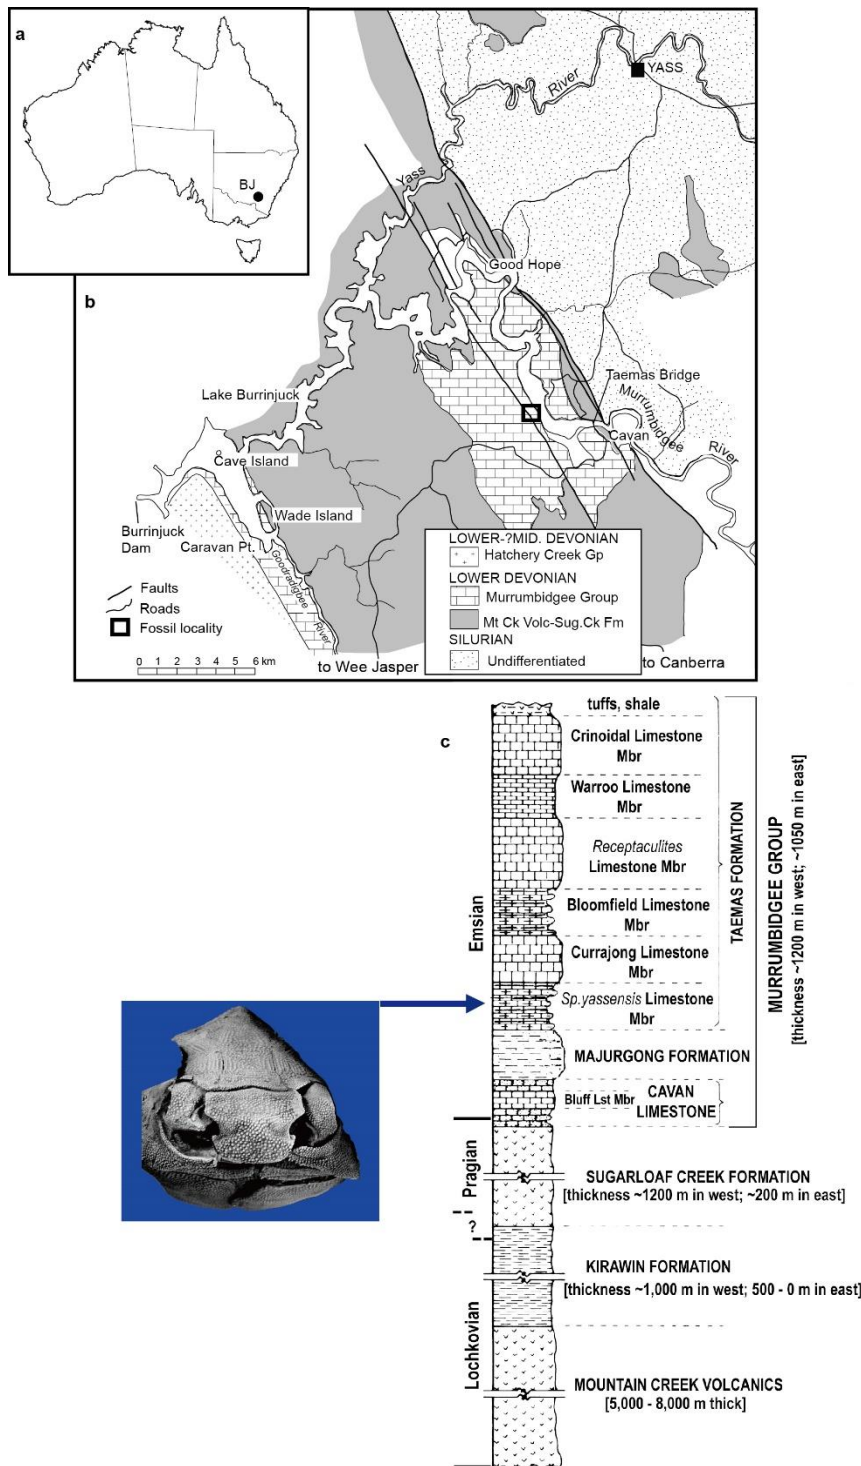 a
BJ
b
YASS
River
Yass
Good Hope
Lake Burrinjuck
Taemas Bridge
Murrumbidgee
River
Cavan
Cave Island
Wade Island
Burrinjuck
Dam
Caravan Pt.
Goodradigbee
River
Faults
Roads
Fossil locality
0 1 2 3 4 5 6 km
to Wee Jasper
to Canberra
LOWER-?MID. DEVONIAN
Hatchery Creek Gp
LOWER DEVONIAN
Murrumbidgee Group
Mt Ck Volc-Sug.Ck Fm
SILURIAN
Undifferentiated
c
tuffs, shale
Crinoidal Limestone
Mbr
Warroo Limestone
Mbr
Receptaculites
Limestone Mbr
Bloomfield Limestone
Mbr
Currajong Limestone
Mbr
Sp.yassensis Limestone
Mbr
MAJURGONG FORMATION
Bluff Lst Mbr
CAVAN
LIMESTONE
TAEMAS FORMATION
MURRUMBIDGEE GROUP
[thickness ~1200 m in west; ~1050 m in east]
SUGARLOAF CREEK FORMATION
[thickness ~1200 m in west; ~200 m in east]
KIRAWIN FORMATION
[thickness ~1,000 m in west; 500 - 0 m in east]
MOUNTAIN CREEK VOLCANICS
[5,000 - 8,000 m thick]
Emsian
Pragian
?
Lochkovian